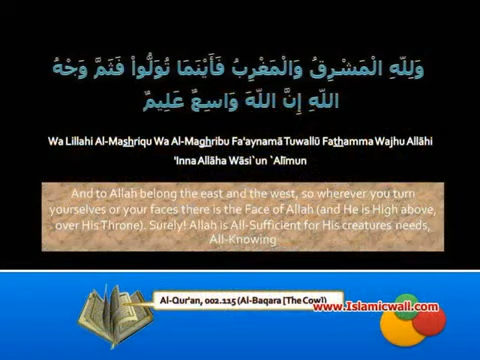 وَلِلّهِ الْمَشْرِقُ وَالْمَغْرِبُ فَأَيْنَمَا تُوَلُّواْ فَثَمَّ وَجْهُ
اللّهِ إِنَّ اللّهَ وَاسِعٌ عَلِيمٌ
Wa Lillahi Al-Mashriqu Wa Al-Maghribu Fa'aynamā Tuwallū Fathamma Wajhu Allāhi
'Inna Allāha Wāsi`un `Alīmun
And to Allah belong the east and the west, so wherever you turn
yourselves or your faces there is the Face of Allah (and He is High above,
over His Throne). Surely! Allah is All-Sufficient for His creatures needs,
All-Knowing
Al-Qur'an, 002.115 (Al-Baqara [The Cow])
www.Islamicwall.com